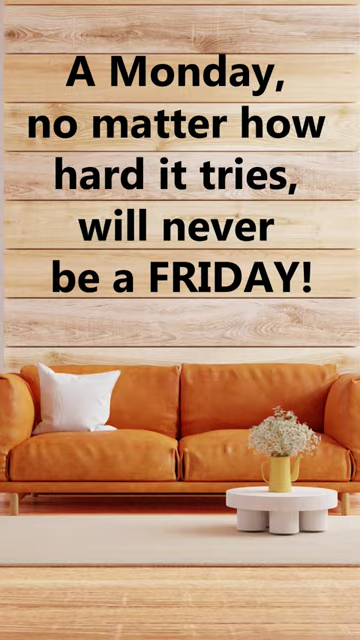 A Monday,
no matter how
hard it tries,
will never
be a FRIDAY!